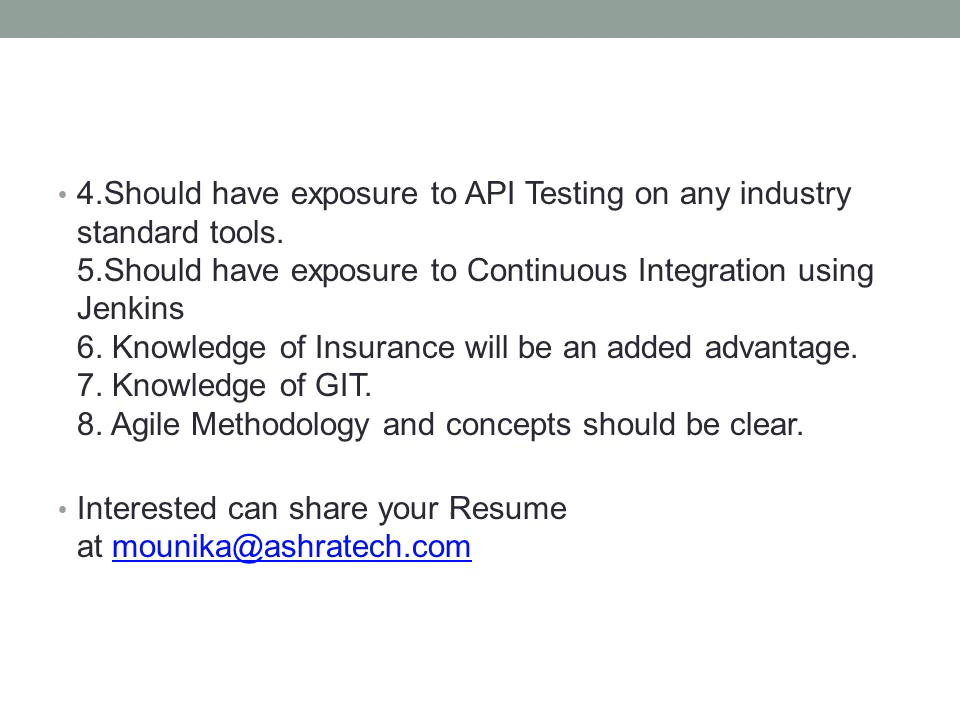 • 4.Should have exposure to API Testing on any industry
standard tools.
5.Should have exposure to Continuous Integration using
Jenkins
6. Knowledge of Insurance will be an added advantage.
7. Knowledge of GIT.
8. Agile Methodology and concepts should be clear.
• Interested can share your Resume
at mounika@ashratech.com